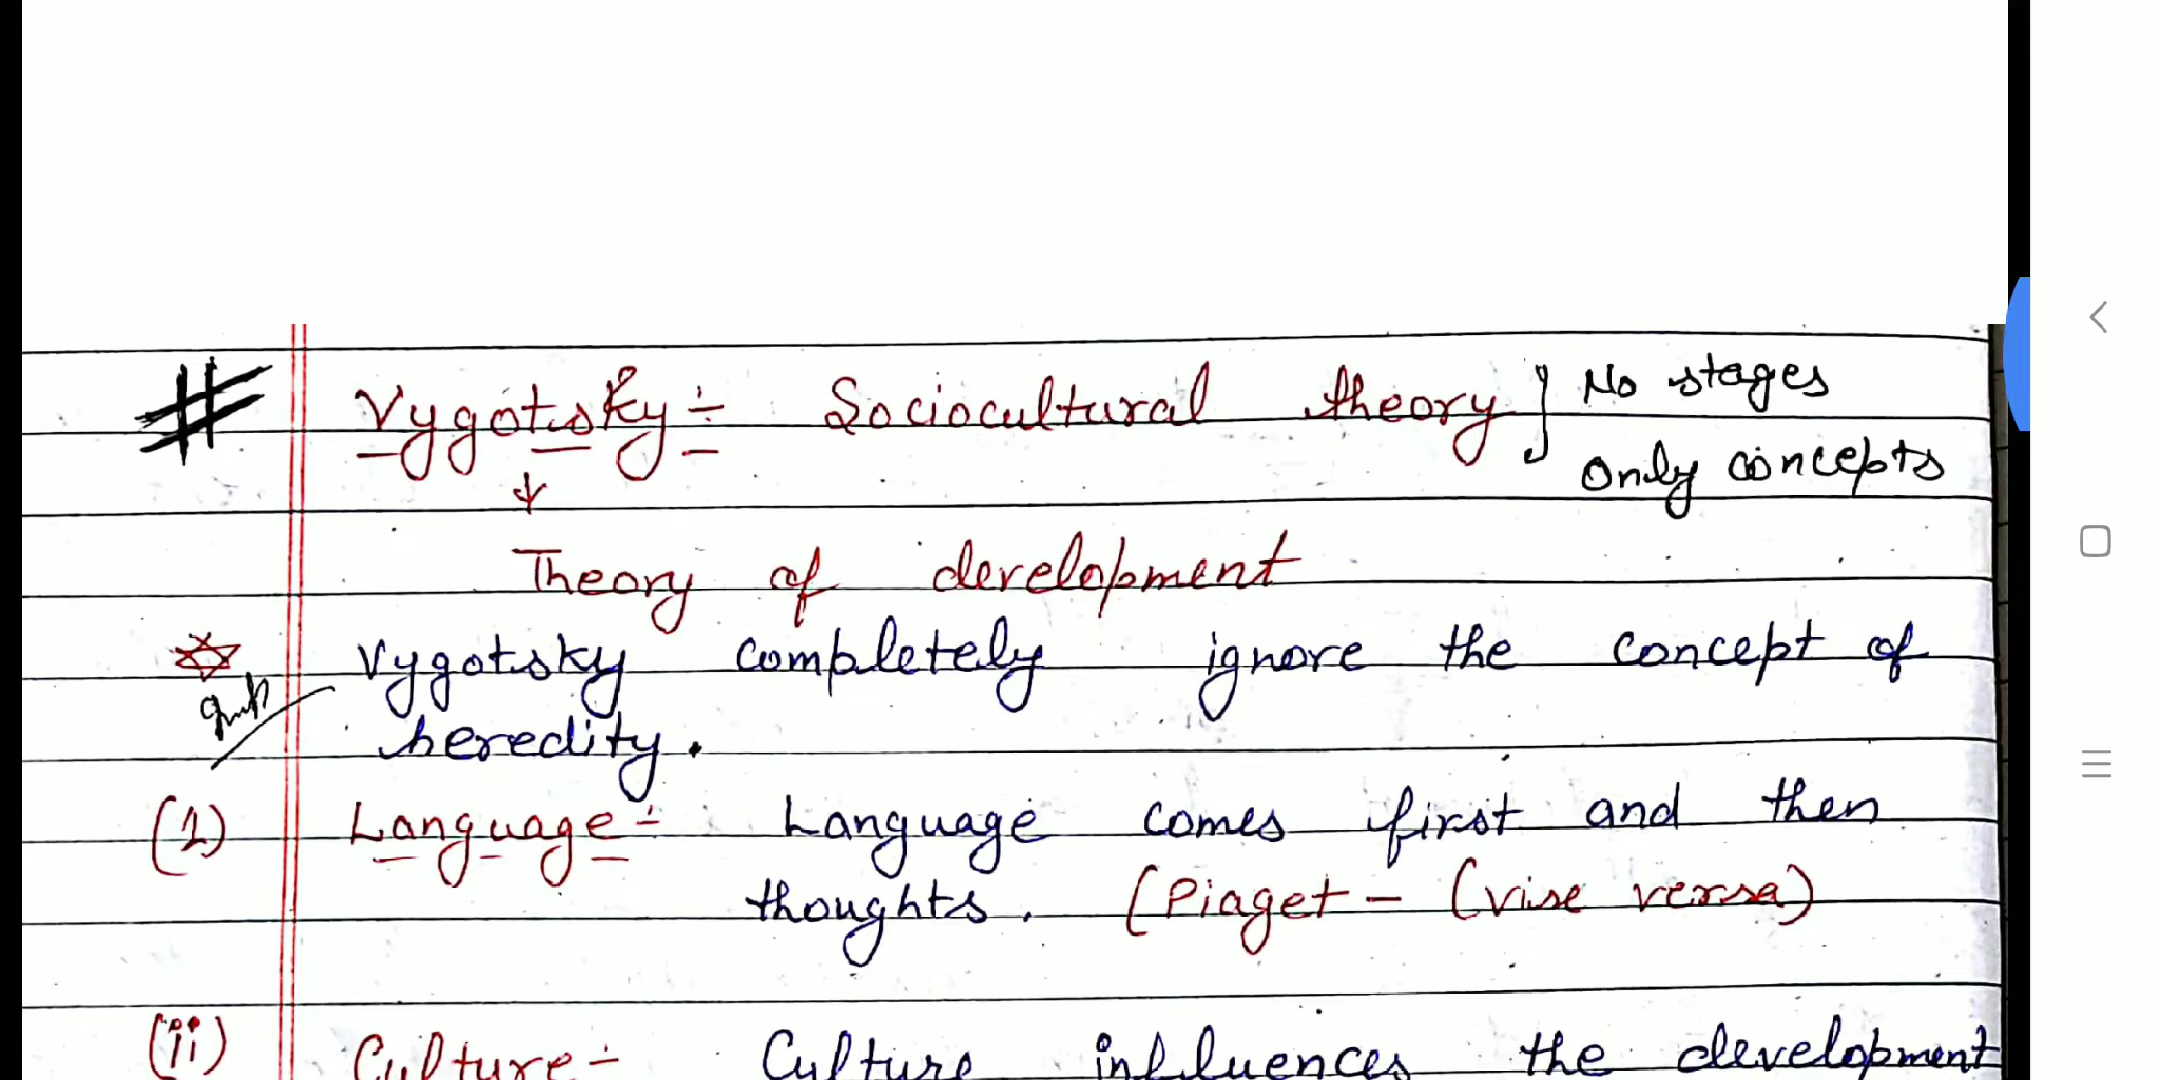 # Vygotsky:- Sociocultural theory } No stages
only concepts
↓
Theory of development
☆ Vygotsky completely ignore the concept of
heredity.
(1) Language:- Language comes first and then
thoughts. (Piaget - (vise versa)
(ii) Culture:- Culture influences the development